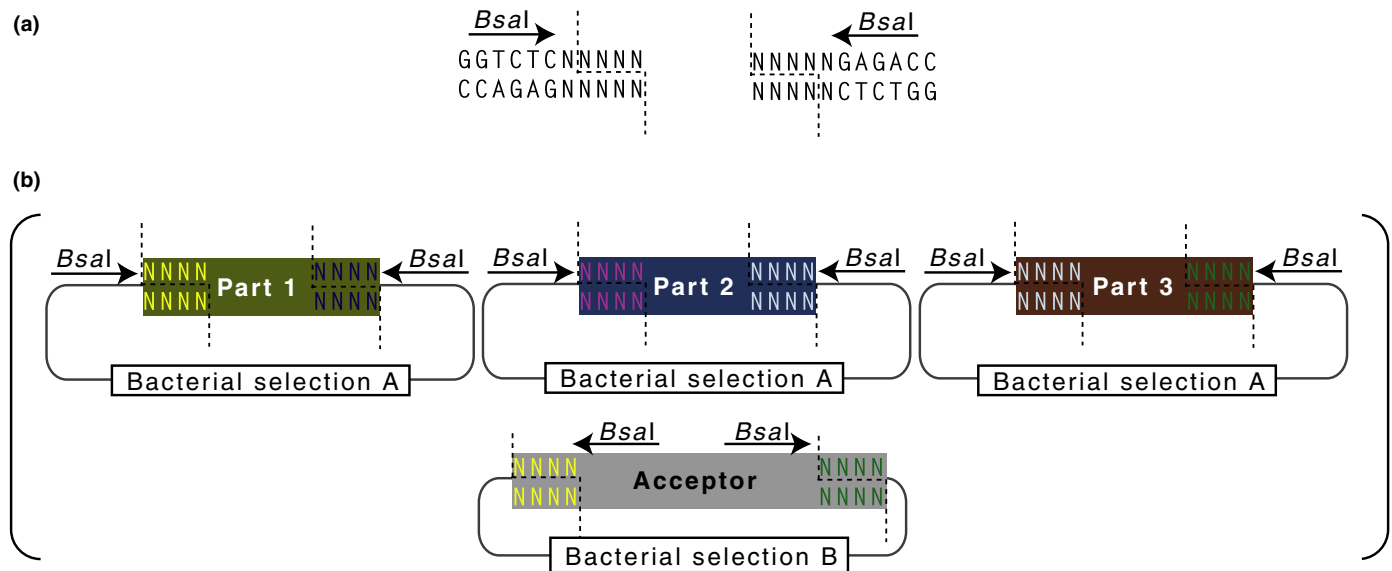 (a)
BsaI BsaI
GGTCTCNNNNN NNNNNGAGACC
CCAGAGNNNNN NNNNNCTCTGG
(b)
BsaI NNNN Part 1 NNNN BsaI
NNNN NNNN
Bacterial selection A
BsaI NNNN Part 2 NNNN BsaI
NNNN NNNN
Bacterial selection A
BsaI NNNN Part 3 NNNN BsaI
NNNN NNNN
Bacterial selection A
BsaI BsaI
NNNN Acceptor NNNN
NNNN NNNN
Bacterial selection B